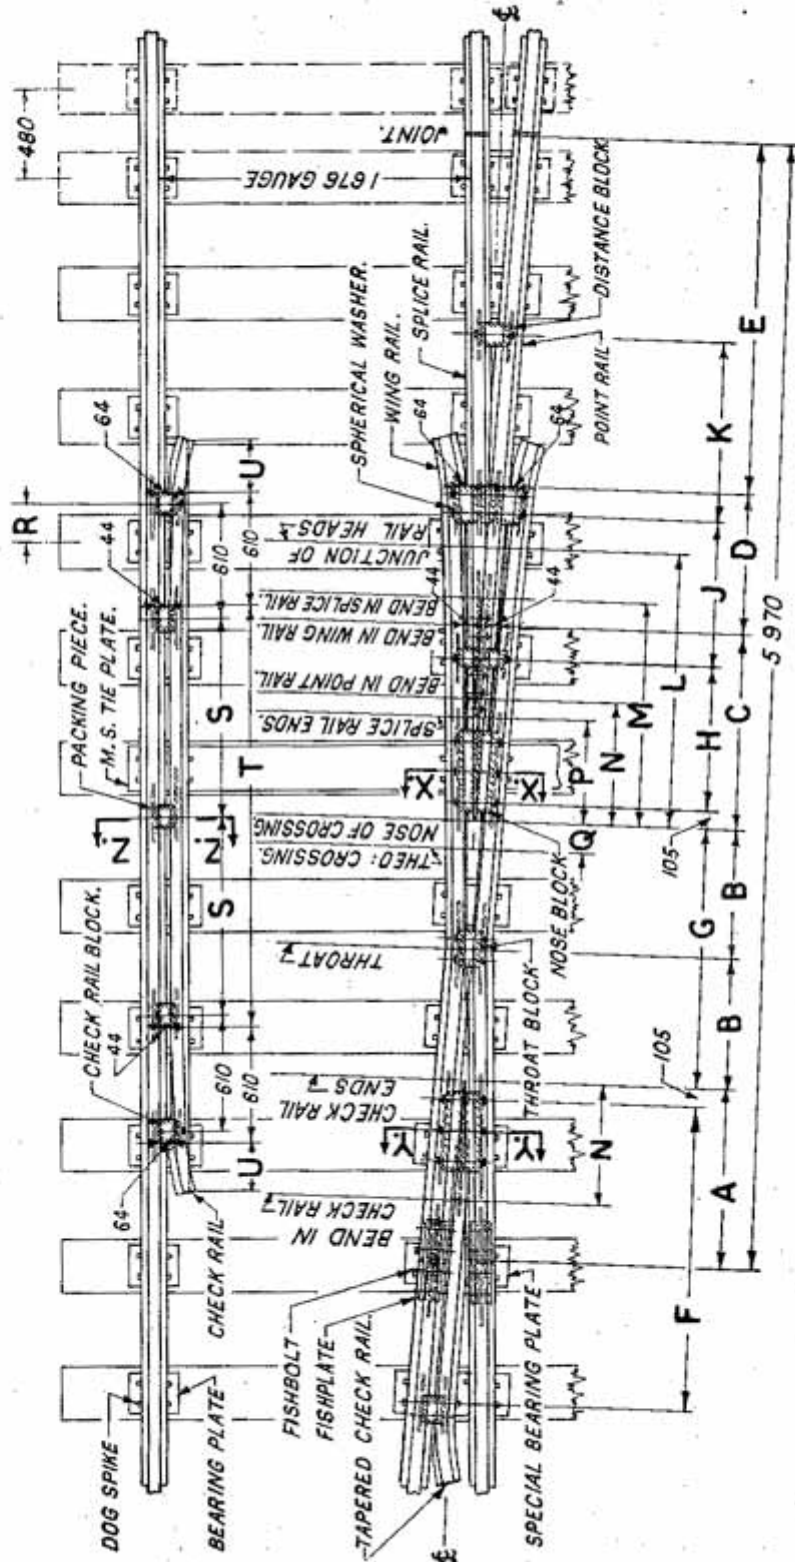 480
R
64
44
U
610
610
PACKING PIECE.
M.S. TIE PLATE.
S
T
Z
Z
S
CHECK RAIL BLOCK.
44
610
610
U
64
CHECK RAIL
DOG SPIKE
BEARING PLATE
1676 GAUGE
JOINT.
℄
SPHERICAL WASHER.
WING RAIL.
SPLICE RAIL.
64
64
DISTANCE BLOCK
POINT RAIL
JUNCTION OF
RAIL HEADS
BEND IN SPLICE RAIL.
BEND IN WING RAIL
BEND IN POINT RAIL
SPLICE RAIL ENDS.
NOSE OF CROSSING
THEO: CROSSING.
44
44
X
X
NOSE BLOCK
THROAT
THROAT BLOCK
CHECK RAIL
ENDS
Y
Y
BEND IN
CHECK RAIL
FISHBOLT
FISHPLATE
TAPERED CHECK RAIL.
SPECIAL BEARING PLATE
℄
E
K
D
J
L
M
N
P
Q
H
C
105
B
G
B
105
N
A
F
5 970